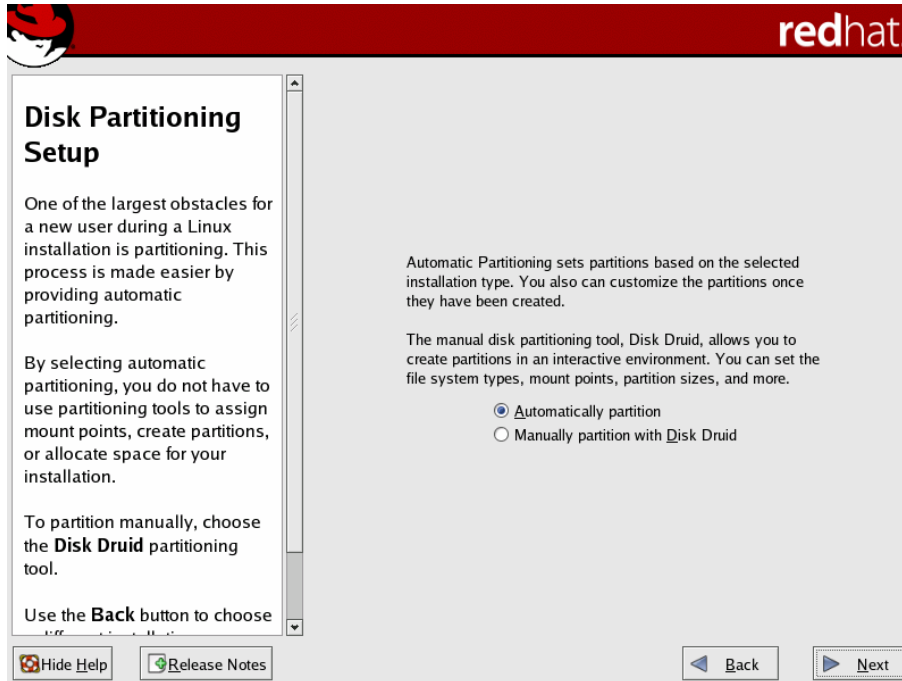 redhat.
Disk Partitioning
Setup
One of the largest obstacles for
a new user during a Linux
installation is partitioning. This
process is made easier by
providing automatic
partitioning.
By selecting automatic
partitioning, you do not have to
use partitioning tools to assign
mount points, create partitions,
or allocate space for your
installation.
To partition manually, choose
the Disk Druid partitioning
tool.
Use the Back button to choose
Automatic Partitioning sets partitions based on the selected
installation type. You also can customize the partitions once
they have been created.
The manual disk partitioning tool, Disk Druid, allows you to
create partitions in an interactive environment. You can set the
file system types, mount points, partition sizes, and more.
Automatically partition
Manually partition with Disk Druid
Hide Help
Release Notes
Back
Next